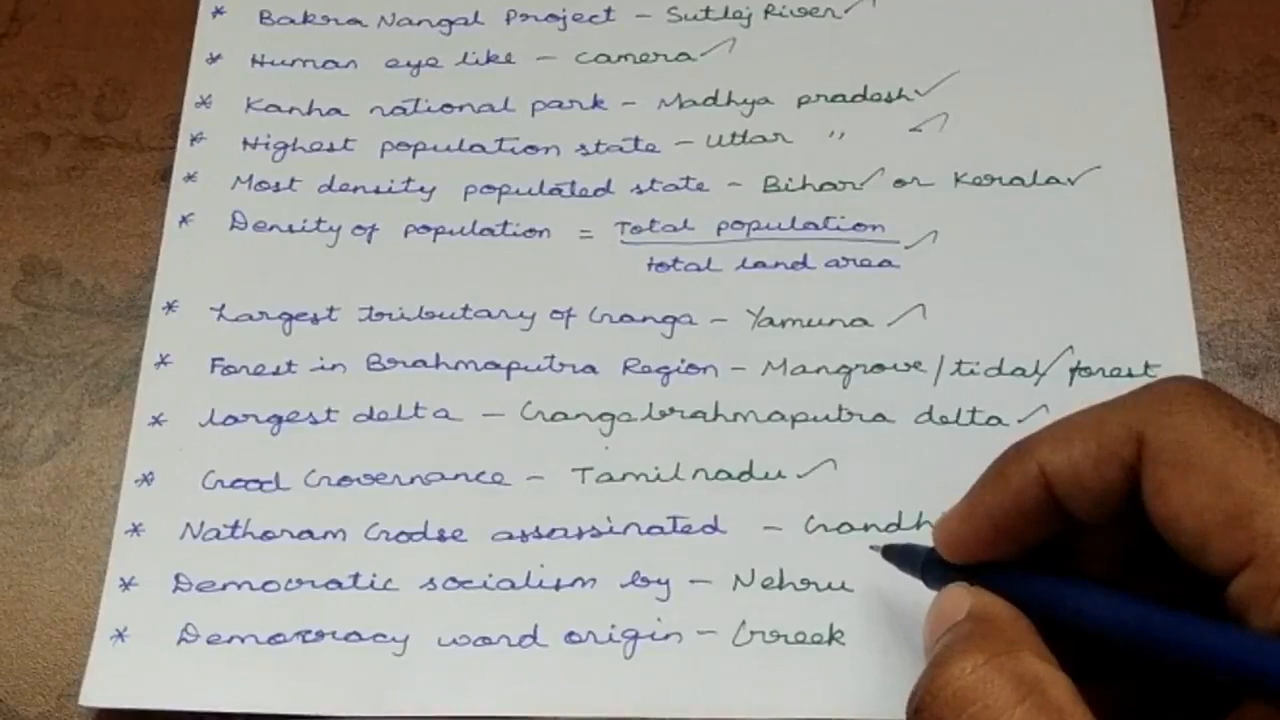 * Bakra Nangal Project - Sutlej River
* Human eye like - camera
* Kanha national park - Madhya pradesh
* Highest population state - Uttar "
* Most density populated state - Bihar or Kerala
* Density of population = Total population
total land area
* Largest tributary of Ganga - Yamuna
* Forest in Brahmaputra Region - Mangrove/tidal forest
* largest delta - Gangabrahmaputra delta
* Good Governance - Tamilnadu
* Nathoram Godse assassinated - Gandh
* Democratic socialism by - Nehru
* Democracy word origin - Greek